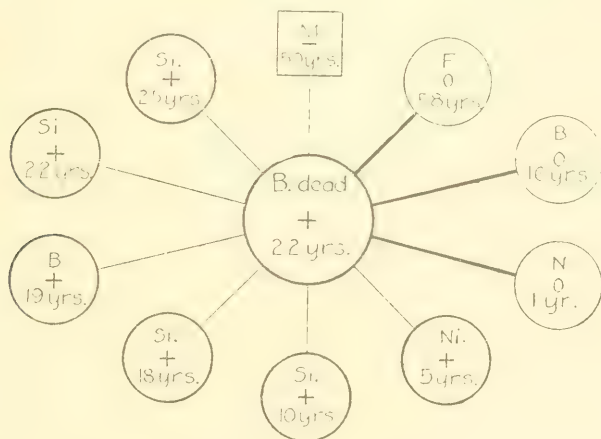 M
–
50 yrs.
Si.
+
25 yrs.
F
0
58 yrs.
Si
+
22 yrs.
B
0
10 yrs.
B. dead
+
22 yrs.
B
+
19 yrs.
N
0
1 yr.
Si.
+
18 yrs.
Si.
+
10 yrs
Ni.
+
5 yrs.